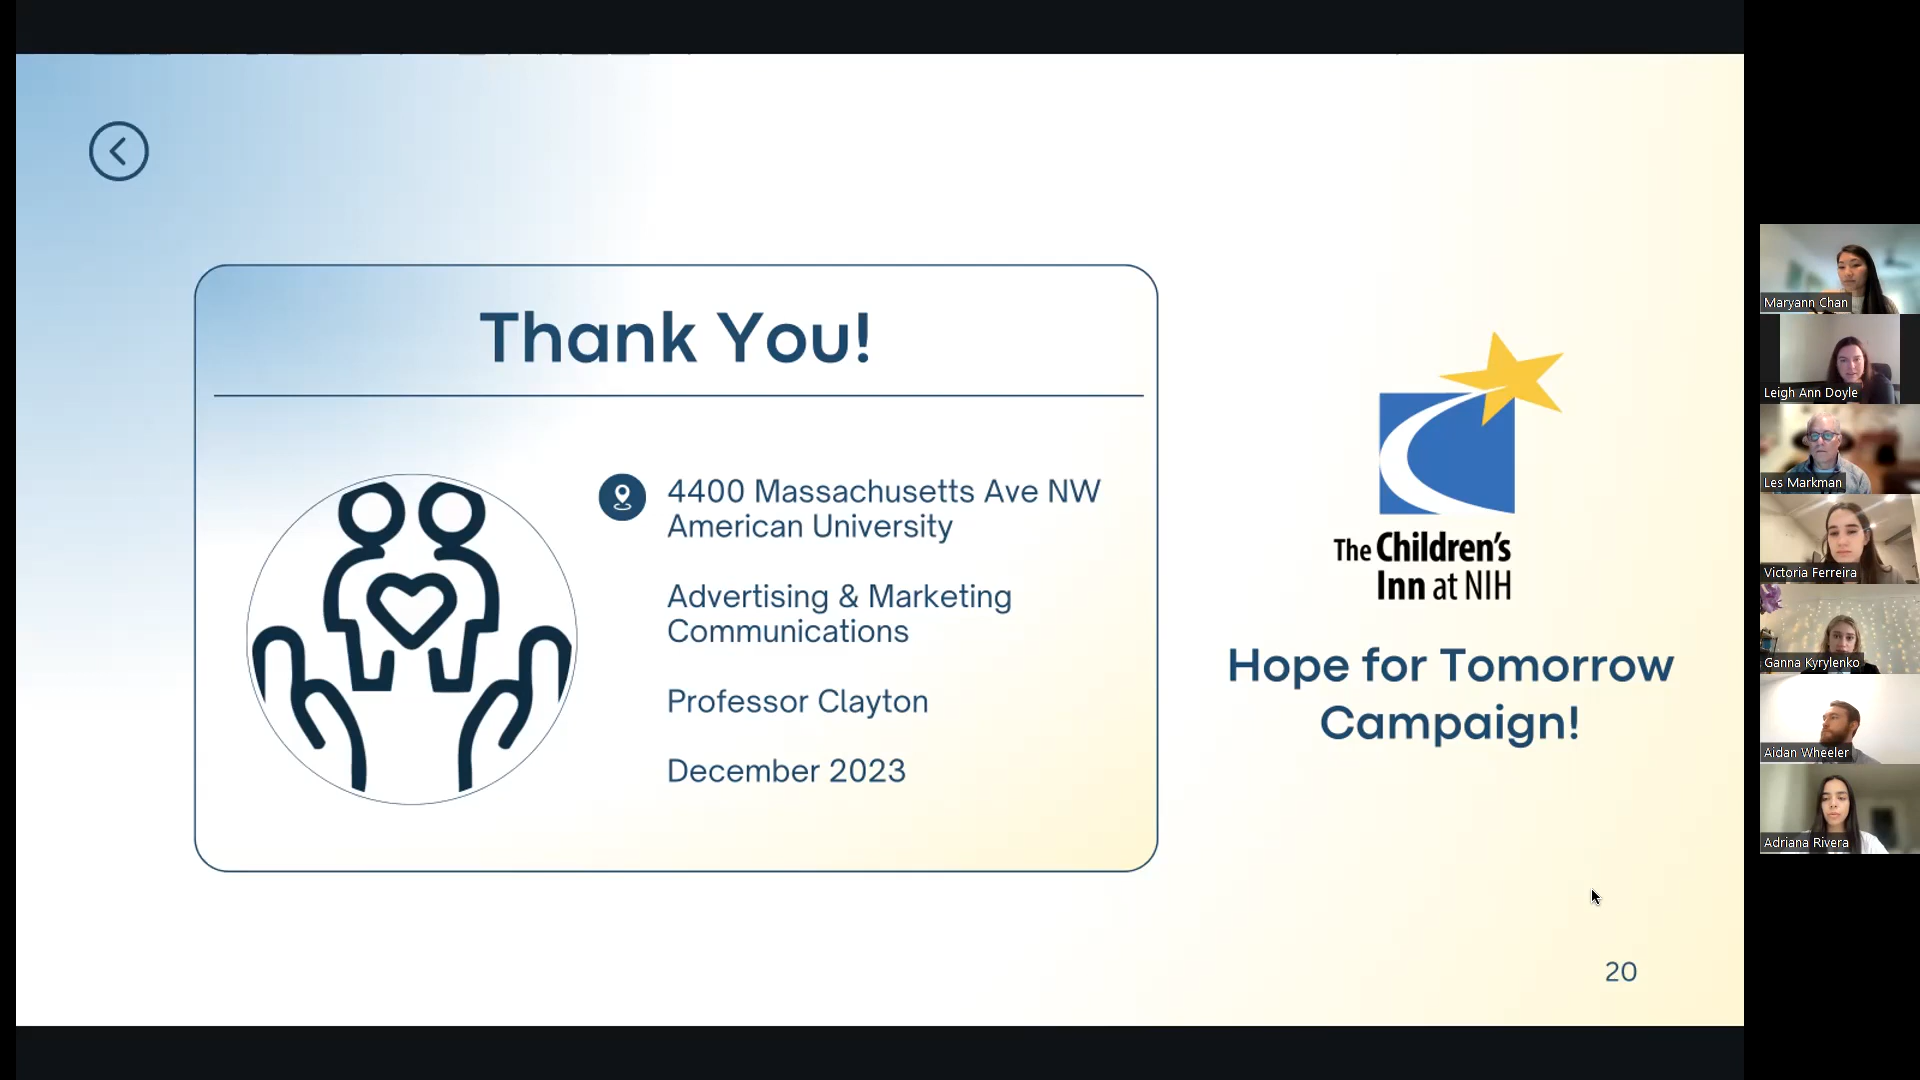 Thank You!
4400 Massachusetts Ave NW
American University
Advertising & Marketing
Communications
Professor Clayton
December 2023
The Children's
Inn at NIH
Hope for Tomorrow
Campaign!
20
Maryann Chan
Leigh Ann Doyle
Les Markman
Victoria Ferreira
Ganna Kyrylenko
Aidan Wheeler
Adriana Rivera